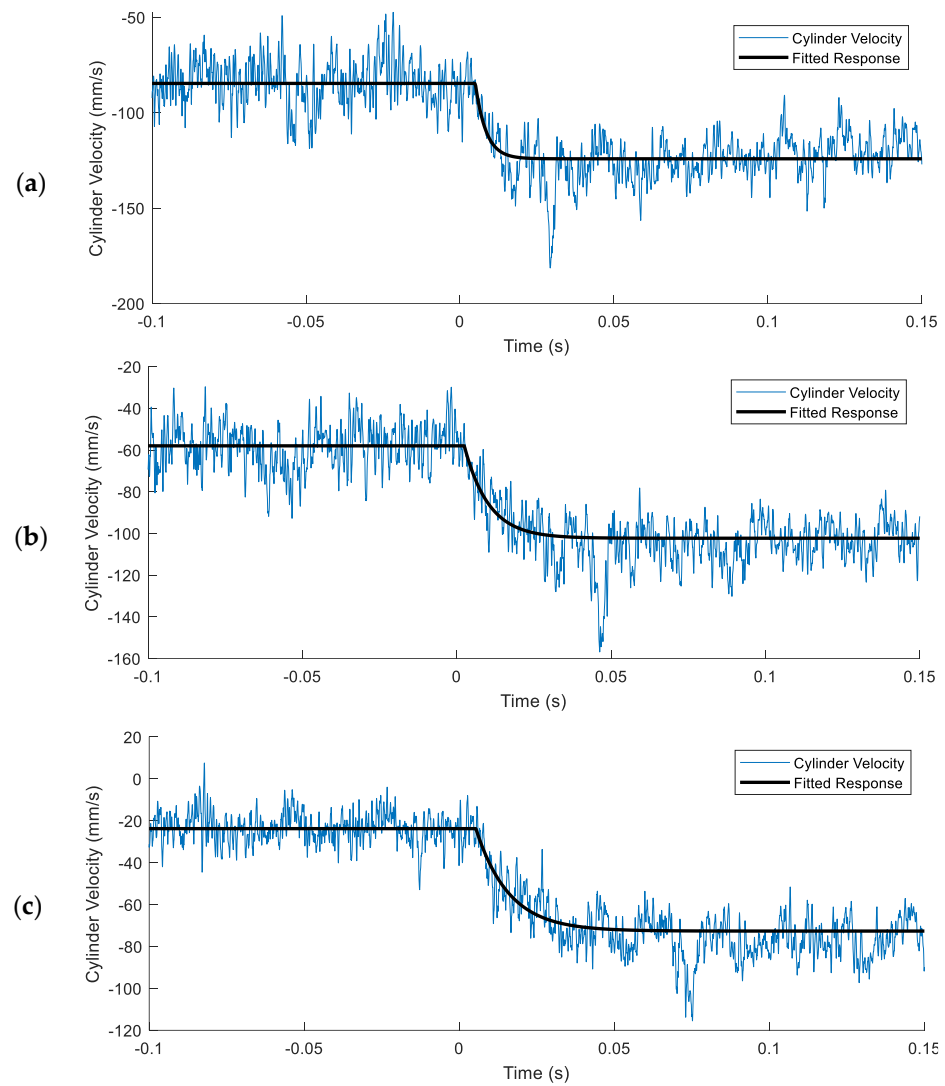 (a)
Cylinder Velocity (mm/s)
-50
-100
-150
-200
Cylinder Velocity
Fitted Response
-0.1 -0.05 0 0.05 0.1 0.15
Time (s)
(b)
Cylinder Velocity (mm/s)
-20
-40
-60
-80
-100
-120
-140
-160
Cylinder Velocity
Fitted Response
-0.1 -0.05 0 0.05 0.1 0.15
Time (s)
(c)
Cylinder Velocity (mm/s)
20
0
-20
-40
-60
-80
-100
-120
Cylinder Velocity
Fitted Response
-0.1 -0.05 0 0.05 0.1 0.15
Time (s)